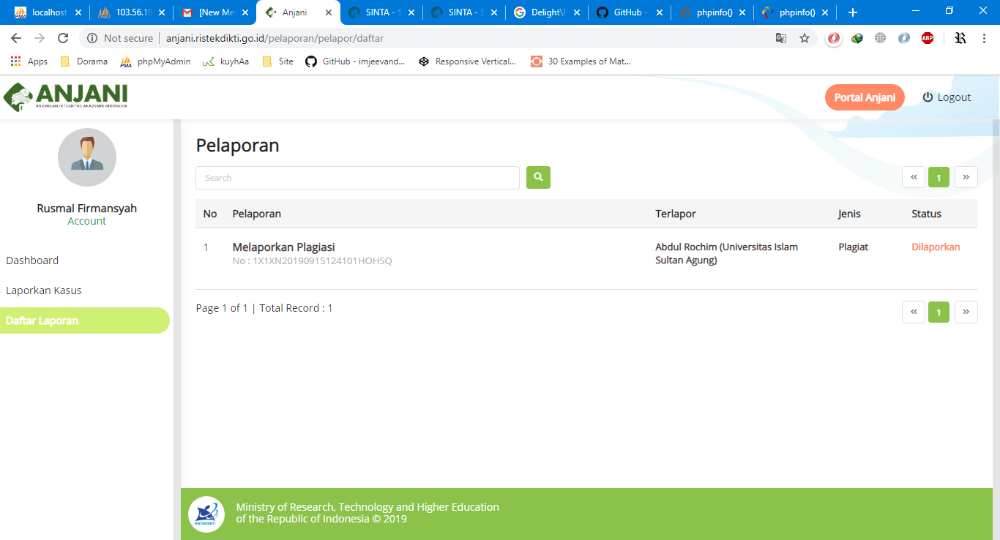 localhost
103.56.19
[New Me
Anjani
SINTA - S
SINTA - S
Delight\F
GitHub -
phpinfo()
phpinfo()
Not secure | anjani.ristekdikti.go.id/pelaporan/pelapor/daftar
ABP
Apps
Dorama
PMA
phpMyAdmin
kuyhAa
Site
GitHub - imjeevand...
Responsive Vertical...
30 Examples of Mat...
ANJANI
ANJUNGAN INTEGRITAS AKADEMIK INDONESIA
Portal Anjani
Logout
Rusmal Firmansyah
Account
Dashboard
Laporkan Kasus
Daftar Laporan
Pelaporan
Search
« 1 »
No Pelaporan Terlapor Jenis Status
1 Melaporkan Plagiasi
No : 1X1XN20190915124101HOHSQ
Abdul Rochim (Universitas Islam
Sultan Agung)
Plagiat
Dilaporkan
Page 1 of 1 | Total Record : 1
« 1 »
RISTEKDIKTI
Ministry of Research, Technology and Higher Education
of the Republic of Indonesia © 2019